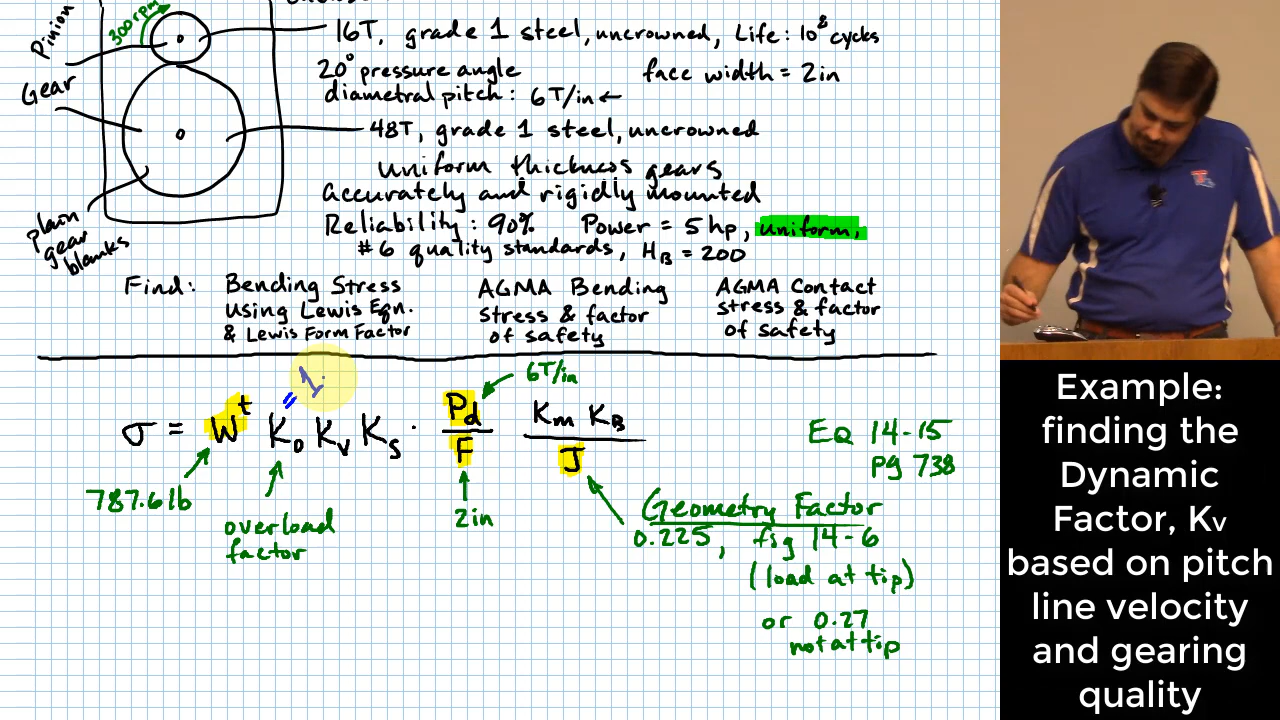 Pinion
300 rpm
16T, grade 1 steel, uncrowned, Life: 10⁸ cycles
20° pressure angle face width = 2in
Gear
diametral pitch: 6T/in ←
48T, grade 1 steel, uncrowned
uniform thickness gears
accurately and rigidly mounted
plain gear blanks
Reliability: 90% Power = 5 hp, uniform,
#6 quality standards, H_B = 200
Find: Bending Stress
using Lewis Eqn.
& Lewis Form Factor
AGMA Bending
stress & factor
of safety
AGMA Contact
stress & factor
of safety
= 1.
6T/in
σ = W^t K_o K_v K_s · P_d/F K_m K_B/J
EQ 14-15
pg 738
787.6 lb
overload
factor
2in
Geometry Factor
0.225, fig 14-6
(load at tip)
or 0.27
not at tip
T
Example:
finding the
Dynamic
Factor, Kv
based on pitch
line velocity
and gearing
quality